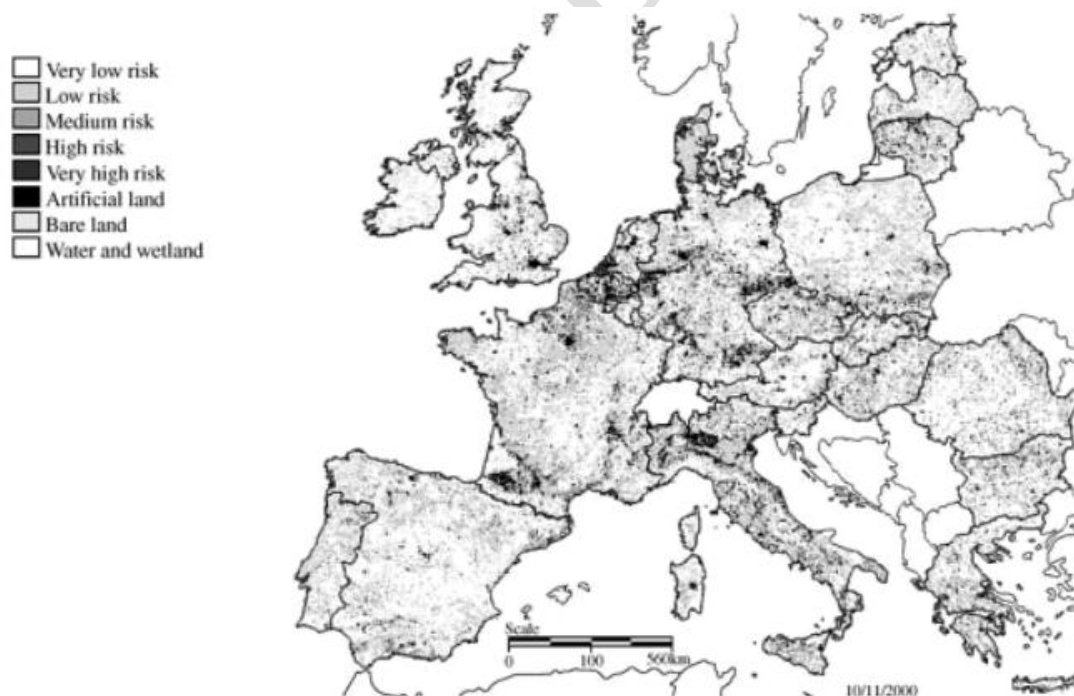 Very low risk
Low risk
Medium risk
High risk
Very high risk
Artificial land
Bare land
Water and wetland
Scale
0 100 560km
10/11/2000